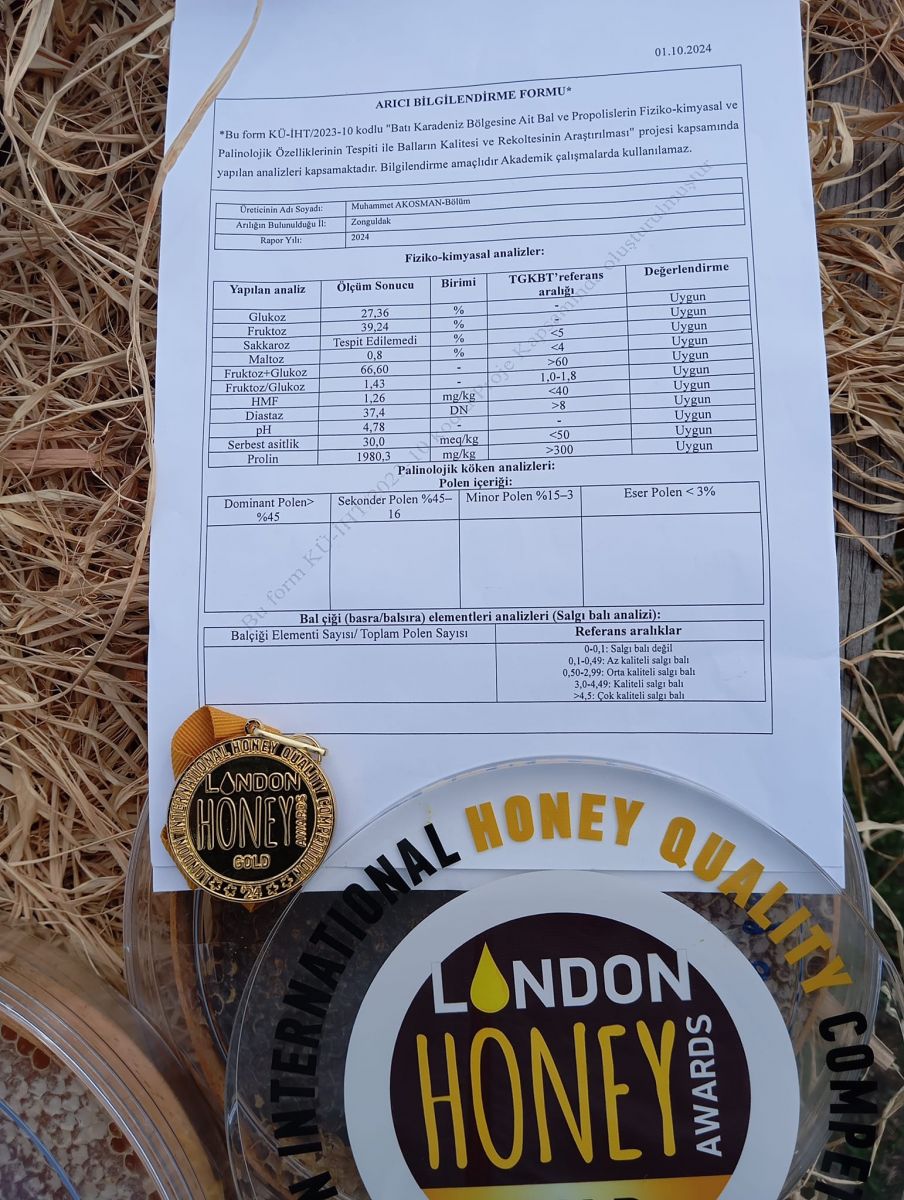 01.10.2024
ARICI BİLGİLENDİRME FORMU*
*Bu form KÜ-İHT/2023-10 kodlu "Batı Karadeniz Bölgesine Ait Bal ve Propolislerin Fiziko-kimyasal ve
Palinolojik Özelliklerinin Tespiti ile Balların Kalitesi ve Rekoltesinin Araştırılması" projesi kapsamında
yapılan analizleri kapsamaktadır. Bilgilendirme amaçlıdır Akademik çalışmalarda kullanılamaz.
Üreticinin Adı Soyadı: Muhammet AKOSMAN-Bölüm
Arılığın Bulunulduğu İl: Zonguldak
Rapor Yılı: 2024
Fiziko-kimyasal analizler:
Yapılan analiz Ölçüm Sonucu Birimi TGKBT'referans aralığı Değerlendirme
Glukoz 27,36 % - Uygun
Fruktoz 39,24 % - Uygun
Sakkaroz Tespit Edilemedi % <5 Uygun
Maltoz 0,8 % <4 Uygun
Fruktoz+Glukoz 66,60 - >60 Uygun
Fruktoz/Glukoz 1,43 - 1,0-1,8 Uygun
HMF 1,26 mg/kg <40 Uygun
Diastaz 37,4 DN >8 Uygun
pH 4,78 - - Uygun
Serbest asitlik 30,0 meq/kg <50 Uygun
Prolin 1980,3 mg/kg >300 Uygun
Palinolojik köken analizleri:
Polen içeriği:
Dominant Polen> %45 Sekonder Polen %45–16 Minor Polen %15–3 Eser Polen < 3%
Bal çiği (basra/balsıra) elementleri analizleri (Salgı balı analizi):
Balçiği Elementi Sayısı/ Toplam Polen Sayısı Referans aralıklar
0-0,1: Salgı balı değil
0,1-0,49: Az kaliteli salgı balı
0,50-2,99: Orta kaliteli salgı balı
3,0-4,49: Kaliteli salgı balı
>4,5: Çok kaliteli salgı balı
LONDON INTERNATIONAL HONEY QUALITY COMPETITION
LONDON
HONEY
AWARDS
GOLD
'24
INTERNATIONAL HONEY QUALITY
LONDON
HONEY
AWARDS